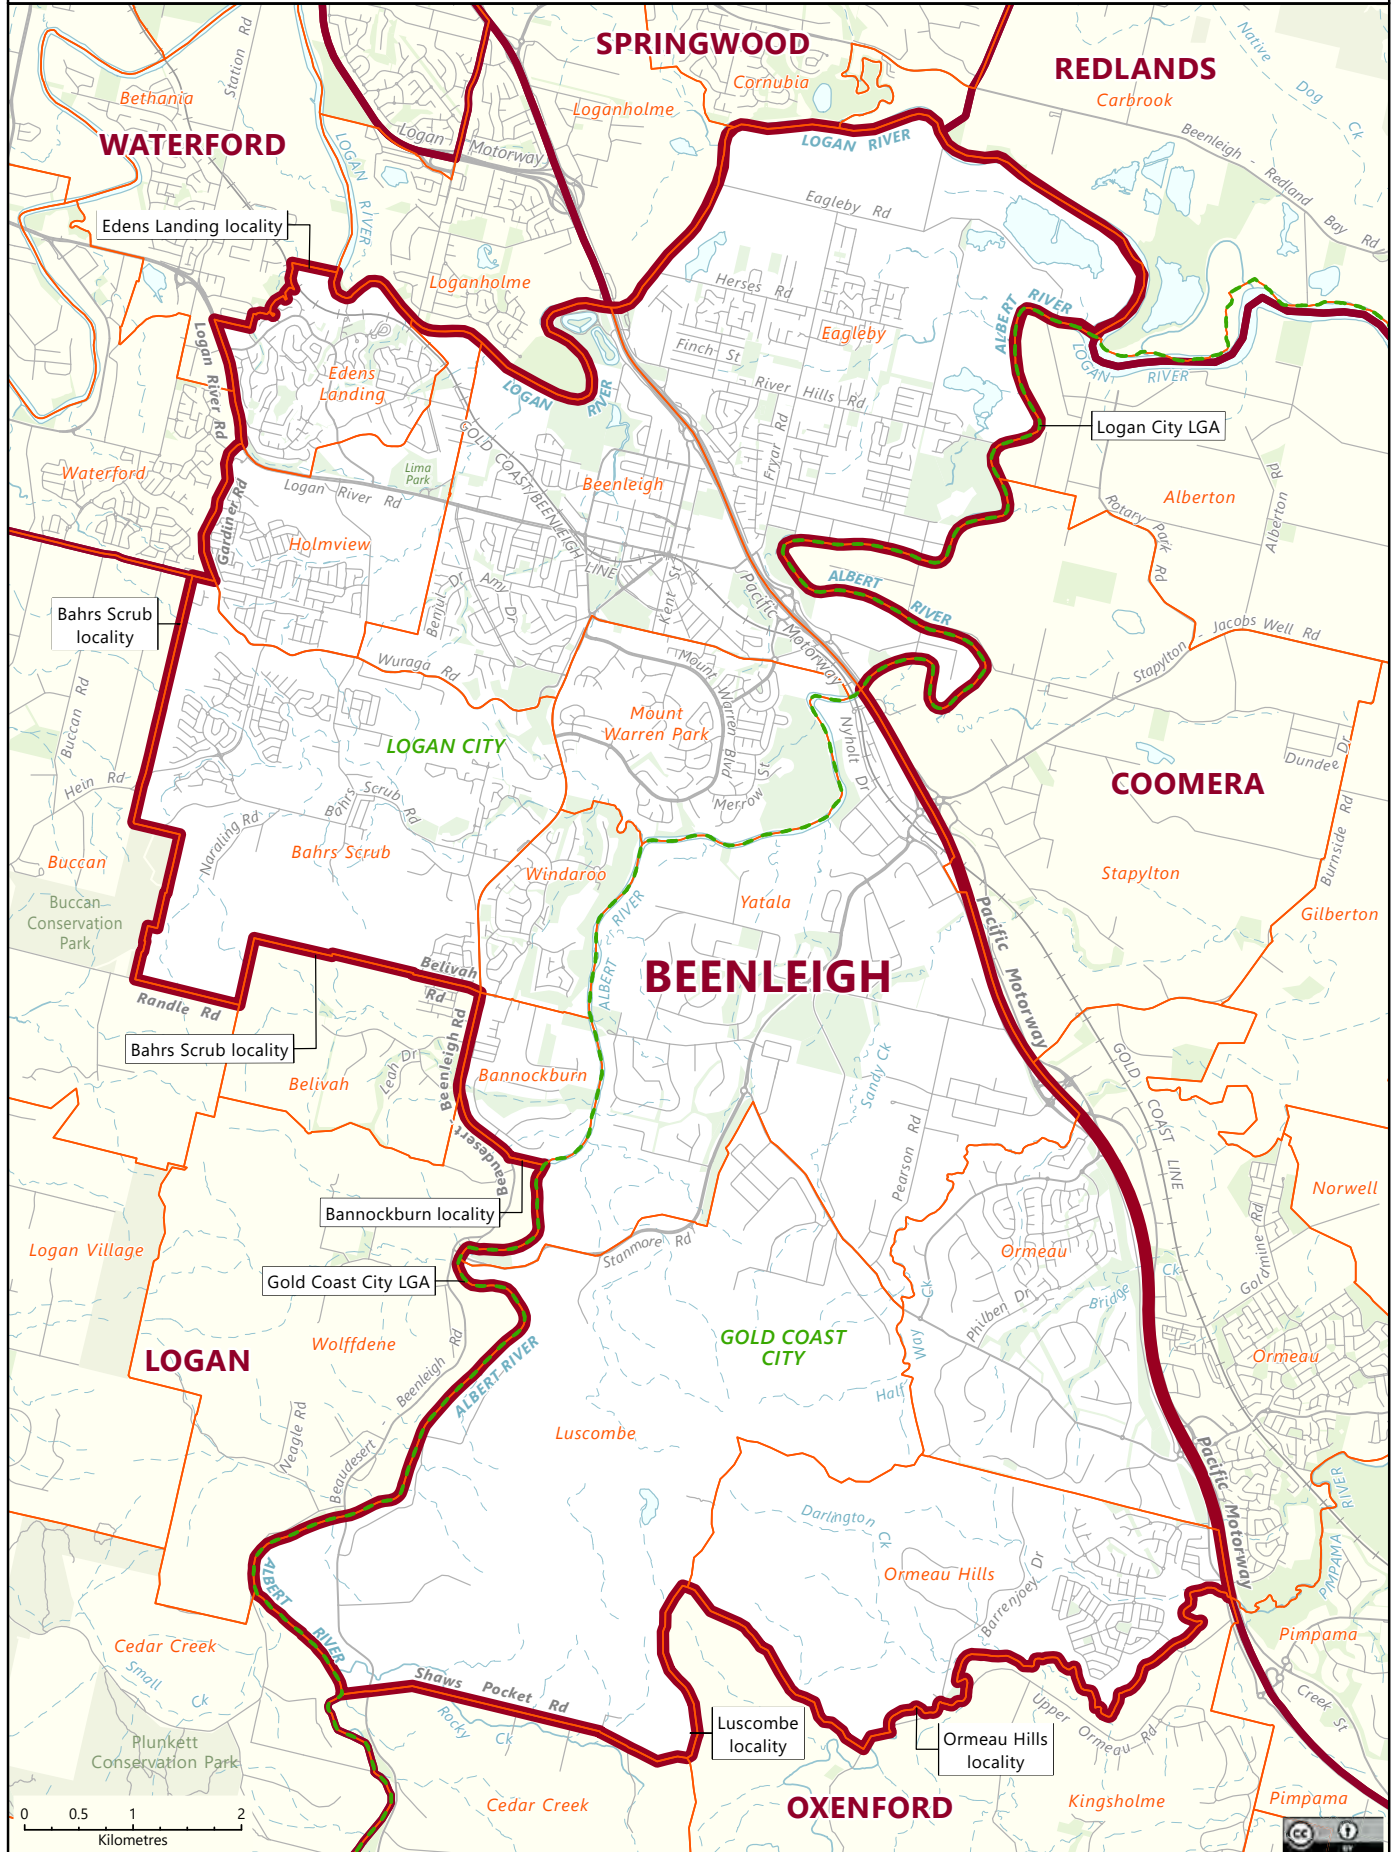 SPRINGWOOD
REDLANDS
Cornubia
Carbrook
Native
Dog
Ck
Bethania
Station Rd
Loganholme
WATERFORD
Logan
Motorway
LOGAN RIVER
LOGAN RIVER
Beenleigh - Redland Bay Rd
Edens Landing locality
Eagleby Rd
Loganholme
Herses Rd
ALBERT
RIVER
Eagleby
Finch St
Logan River Rd
LOGAN
RIVER
Edens
Landing
River Hills Rd
LOGAN
RIVER
Fryar Rd
Logan City LGA
GOLD COAST/BEENLEIGH
LINE
Waterford
Lima
Park
Logan River Rd
Beenleigh
Alberton Rd
Alberton
Rotary Park Rd
Gardiner Rd
Holmview
Benjul Dr
Amy Dr
Kent St
Pacific Motorway
ALBERT
RIVER
Bahrs Scrub
locality
Stapylton - Jacobs Well Rd
Wuraga Rd
Mount Warren Blvd
Buccan Rd
Mount
Warren Park
LOGAN CITY
Nyholt Dr
Dundee Dr
Hein Rd
Bahrs Scrub Rd
Merrow St
COOMERA
Naraling Rd
Burnside Rd
Buccan
Bahrs Scrub
Windaroo
Stapylton
Buccan
Conservation
Park
Yatala
Gilberton
ALBERT RIVER
Pacific Motorway
BEENLEIGH
Belivah
Rd
Randle Rd
Beaudesert - Beenleigh Rd
Bahrs Scrub locality
Leah Dr
Belivah
Bannockburn
Sandy Ck
GOLD COAST LINE
Pearson Rd
Norwell
Bannockburn locality
Goldmine Rd
Logan Village
Stanmore Rd
Ormeau
Gold Coast City LGA
Bridge
Ck
Philben Dr
Wolffdene
GOLD COAST
CITY
Half
Way
Ck
LOGAN
Ormeau
ALBERT RIVER
Beaudesert - Beenleigh Rd
Luscombe
Neagle Rd
Pacific Motorway
PIMPAMA
RIVER
Darlington
Ck
ALBERT
RIVER
Ormeau Hills
Barrenjoey Dr
Cedar Creek
Pimpama
Small
Ck
Shaws Pocket Rd
Rocky
Ck
Upper Ormeau Rd
Creek St
Luscombe
locality
Ormeau Hills
locality
Plunkett
Conservation Park
Cedar Creek
OXENFORD
Kingsholme
Pimpama
0 0.5 1 2
Kilometres
cc
BY